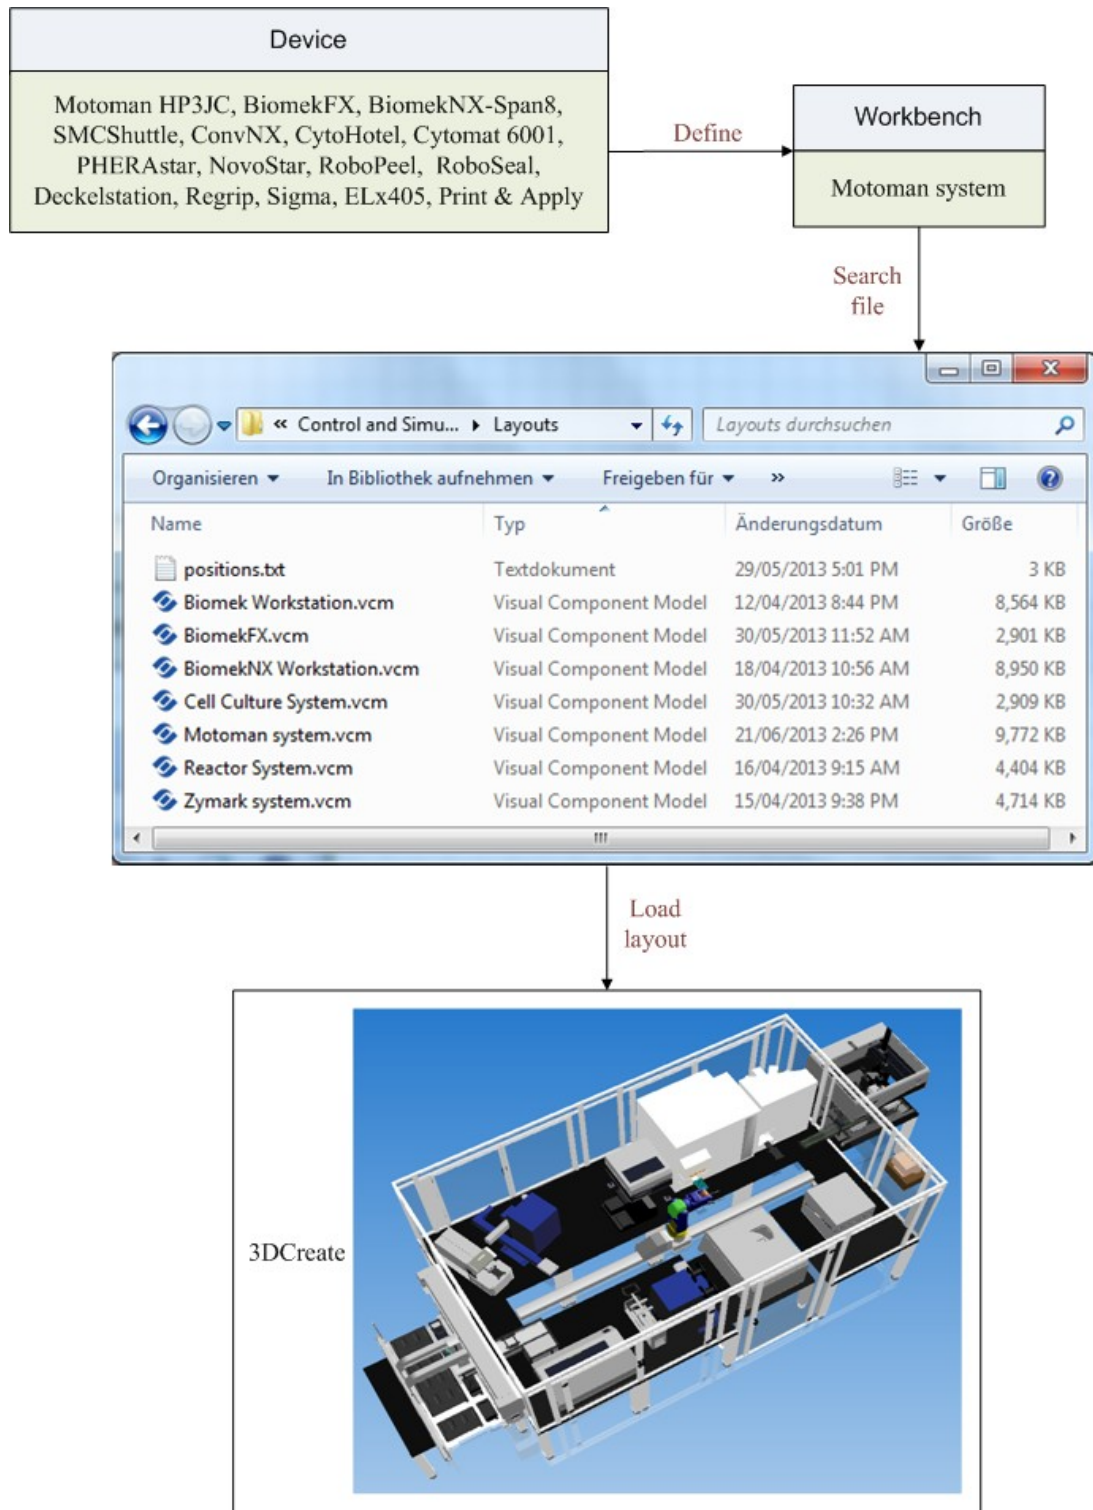 Device
Motoman HP3JC, BiomekFX, BiomekNX-Span8,
SMCShuttle, ConvNX, CytoHotel, Cytomat 6001,
PHERAstar, NovoStar, RoboPeel, RoboSeal,
Deckelstation, Regrip, Sigma, ELx405, Print & Apply
Define
Workbench
Motoman system
Search
file
« Control and Simu... Layouts
Layouts durchsuchen
Organisieren In Bibliothek aufnehmen Freigeben für »
Name Typ Änderungsdatum Größe
positions.txt Textdokument 29/05/2013 5:01 PM 3 KB
Biomek Workstation.vcm Visual Component Model 12/04/2013 8:44 PM 8,564 KB
BiomekFX.vcm Visual Component Model 30/05/2013 11:52 AM 2,901 KB
BiomekNX Workstation.vcm Visual Component Model 18/04/2013 10:56 AM 8,950 KB
Cell Culture System.vcm Visual Component Model 30/05/2013 10:32 AM 2,909 KB
Motoman system.vcm Visual Component Model 21/06/2013 2:26 PM 9,772 KB
Reactor System.vcm Visual Component Model 16/04/2013 9:15 AM 4,404 KB
Zymark system.vcm Visual Component Model 15/04/2013 9:38 PM 4,714 KB
Load
layout
3DCreate